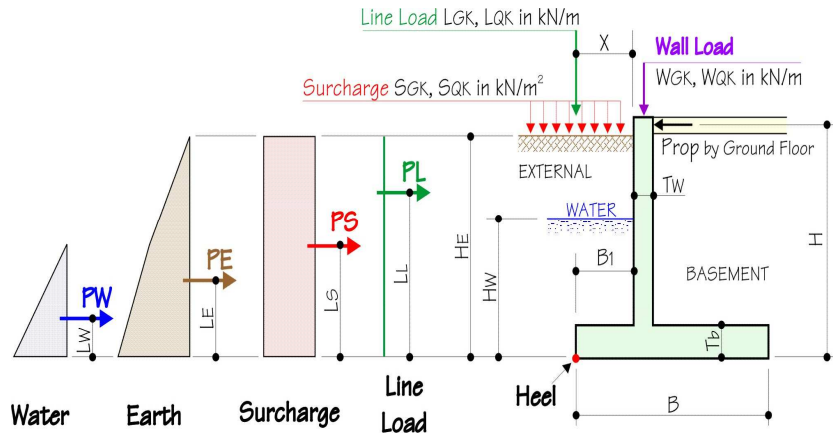 Line Load LGK, LQK in kN/m
X
Wall Load
WGK, WQK in kN/m
Surcharge SGK, SQK in kN/m²
Prop by Ground Floor
EXTERNAL
PL
TW
WATER
PS
HE
H
PE
B1
BASEMENT
HW
LL
PW
LS
LE
LW
Tb
Heel
B
Water
Earth
Surcharge
Line
Load